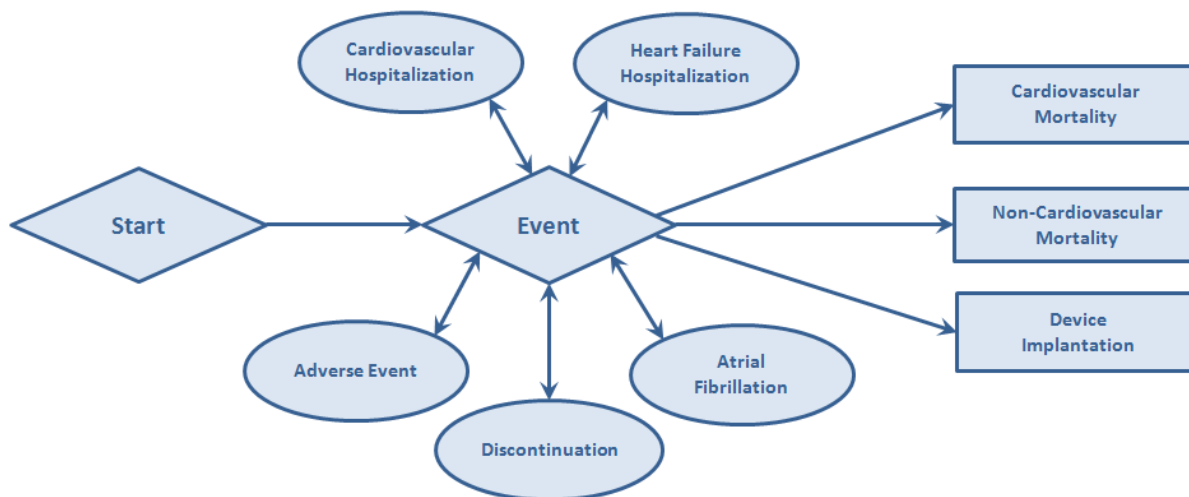 Cardiovascular
Hospitalization
Heart Failure
Hospitalization
Cardiovascular
Mortality
Start
Event
Non-Cardiovascular
Mortality
Device
Implantation
Adverse Event
Atrial
Fibrillation
Discontinuation